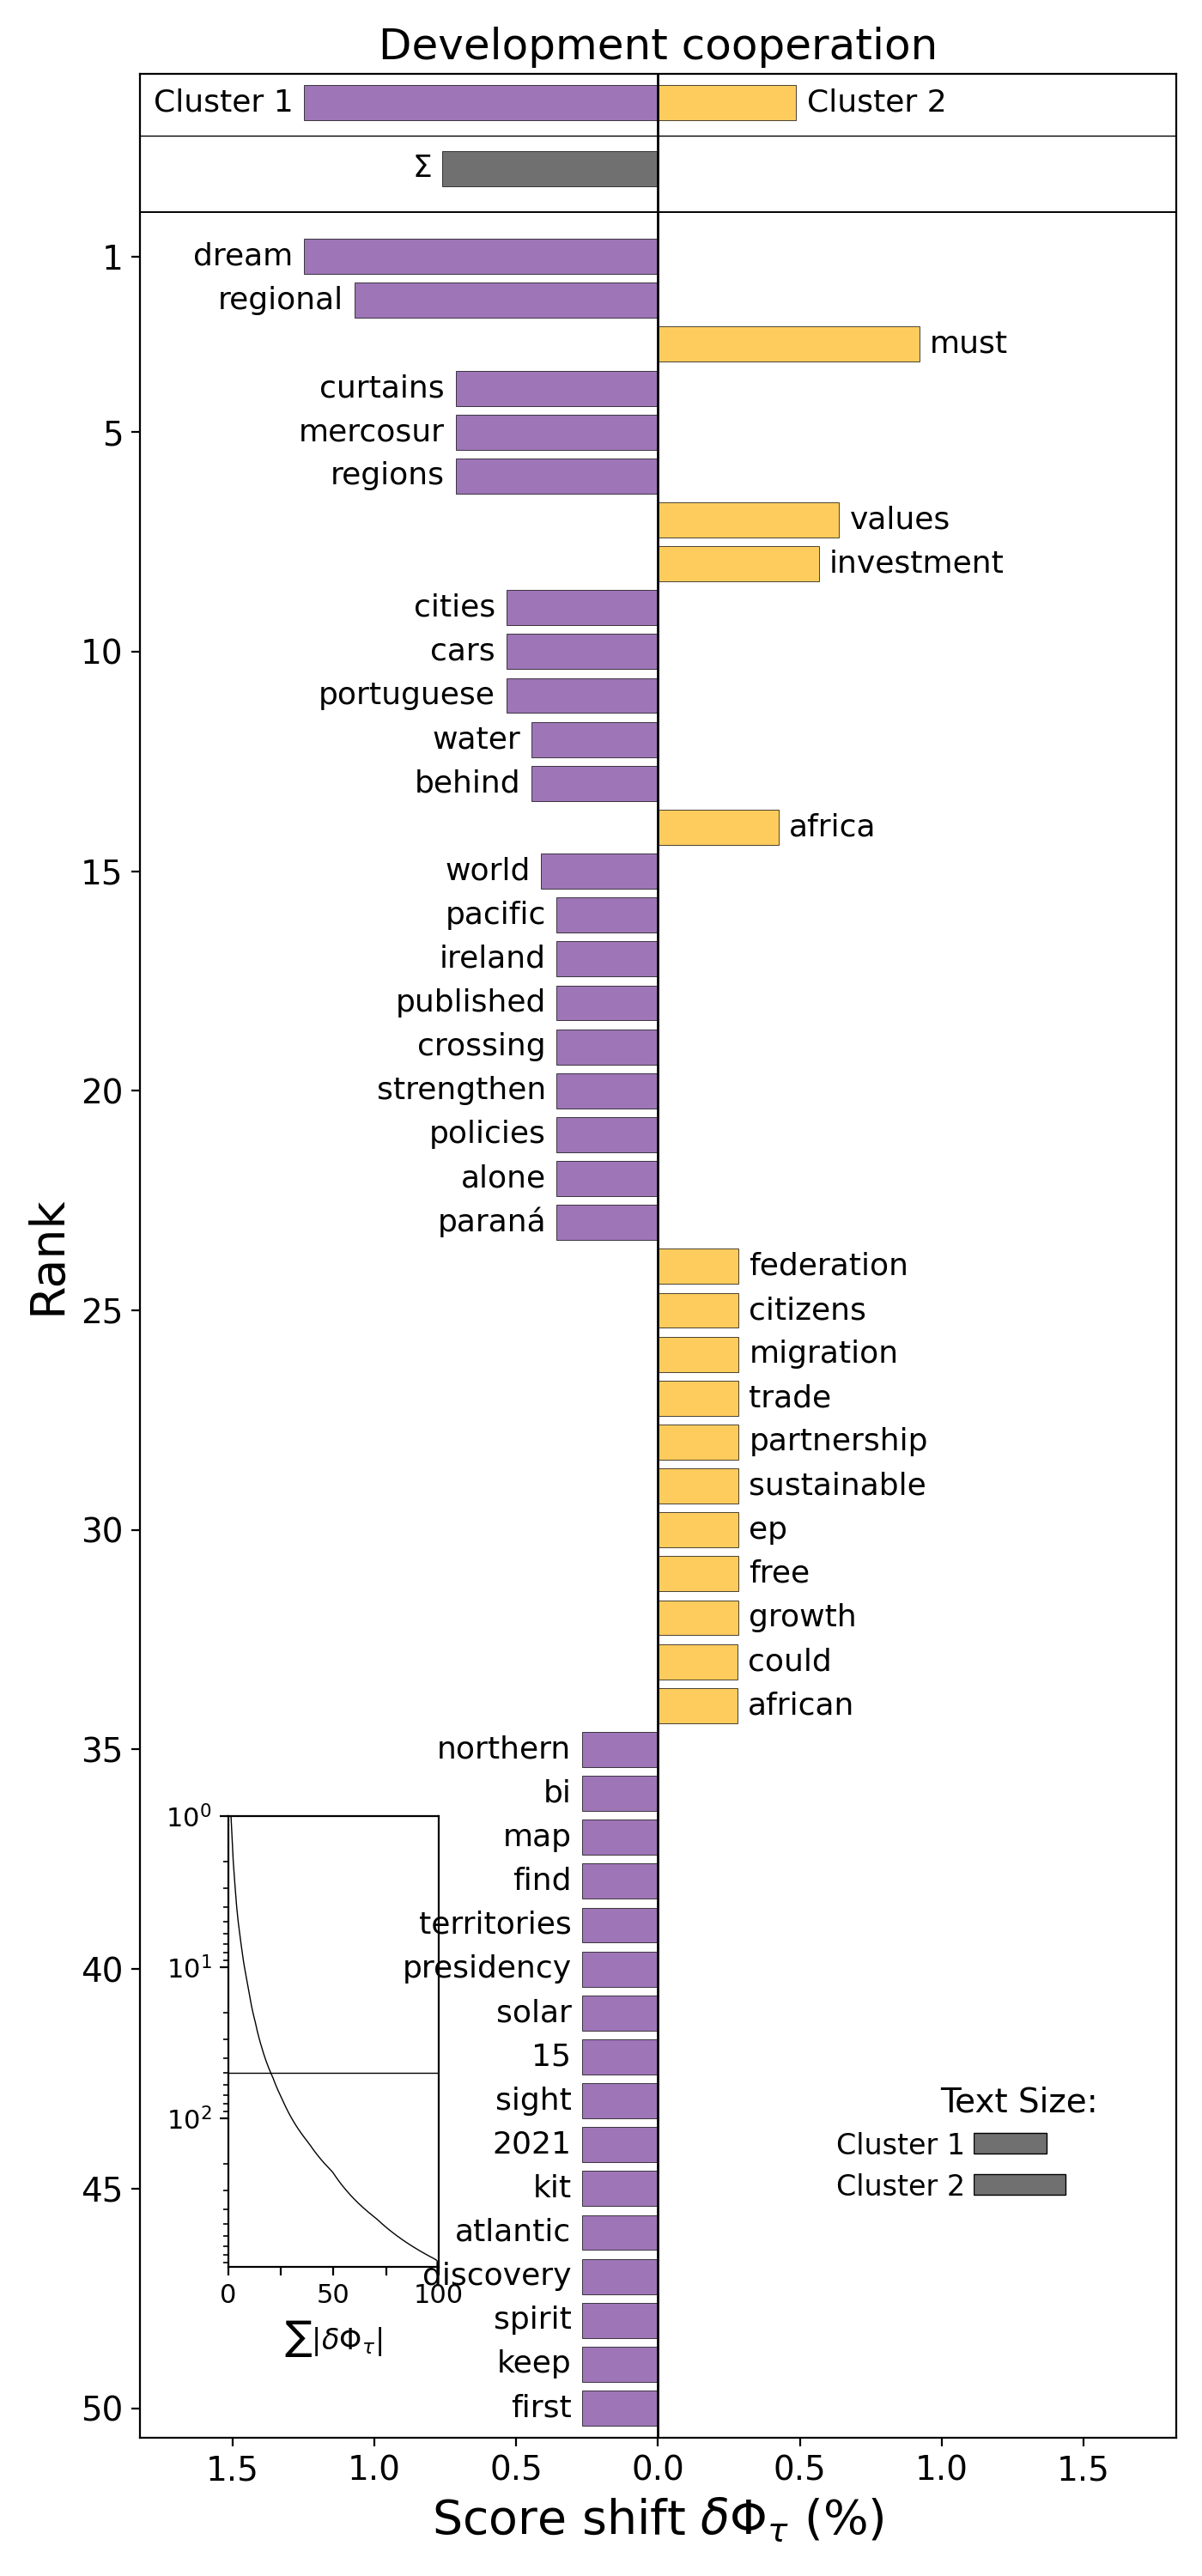 Development cooperation
Cluster 1
Cluster 2
Σ
1
dream
regional
must
curtains
5
mercosur
regions
values
investment
cities
10
cars
portuguese
water
behind
africa
15
world
pacific
ireland
published
crossing
20
strengthen
policies
alone
paraná
federation
25
citizens
migration
trade
partnership
sustainable
30
ep
free
growth
could
african
35
northern
bi
map
find
territories
40
presidency
solar
15
sight
2021
45
kit
atlantic
discovery
spirit
keep
50
first
Rank
10⁰
10¹
10²
0 50 100
∑|δΦτ|
Text Size:
Cluster 1
Cluster 2
1.5 1.0 0.5 0.0 0.5 1.0 1.5
Score shift δΦτ (%)